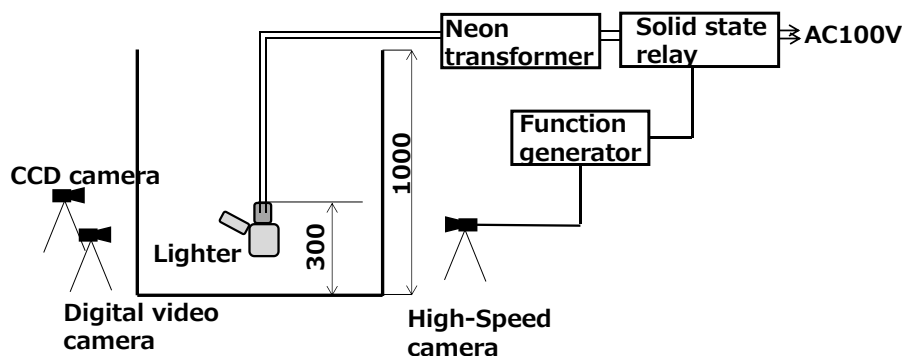 Neon
transformer
Solid state
relay
AC100V
Function
generator
CCD camera
1000
300
Lighter
Digital video
camera
High-Speed
camera